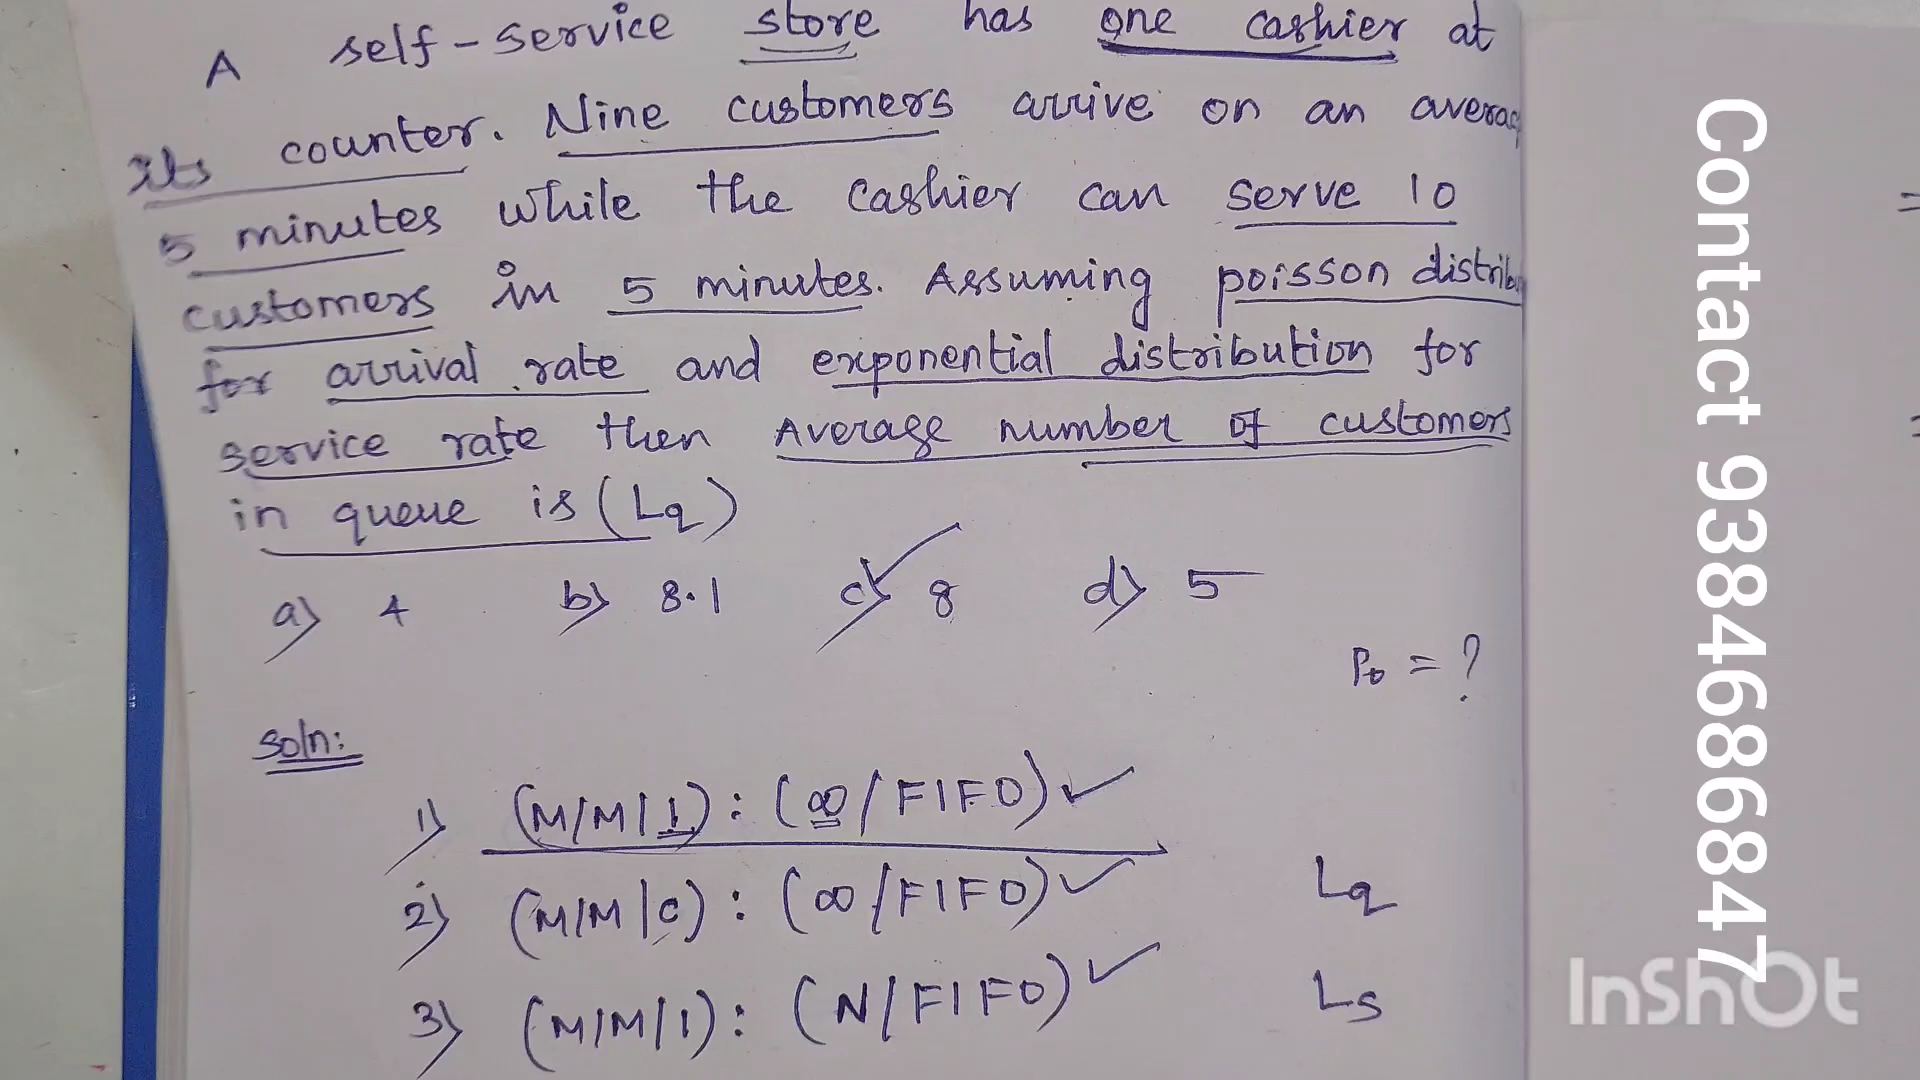 A self-service store has one cashier at
its counter. Nine customers arrive on an averag
5 minutes while the cashier can serve 10
customers in 5 minutes. Assuming poisson distribu
for arrival rate and exponential distribution for
service rate then Average number of customers
in queue is (Lq)
a) 4 b) 8.1 c) 8 d) 5
P0 = ?
Soln:
1) (M/M/1) : (∞/FIFO) ✓
2) (M/M/C) : (∞/FIFO) ✓
Lq
3) (M/M/1) : (N/FIFO) ✓
Ls
Contact 9384686847
InShOt